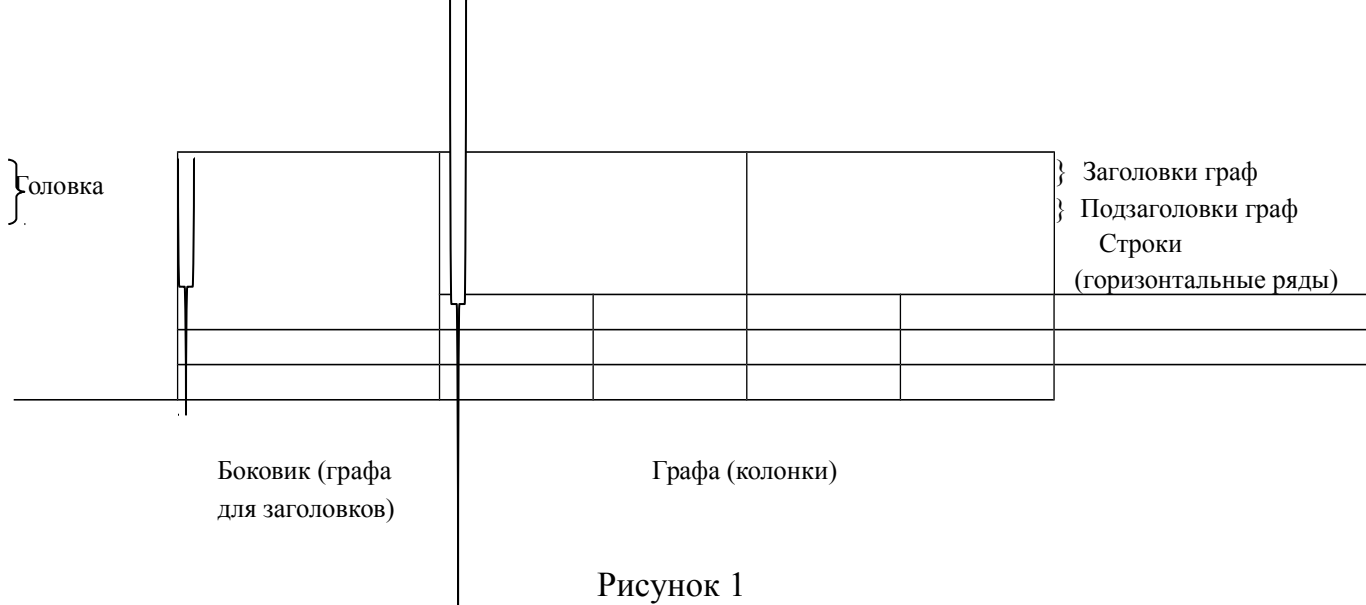 Головка
} Заголовки граф
} Подзаголовки граф
Строки
(горизонтальные ряды)
Боковик (графа
для заголовков)
Графа (колонки)
Рисунок 1